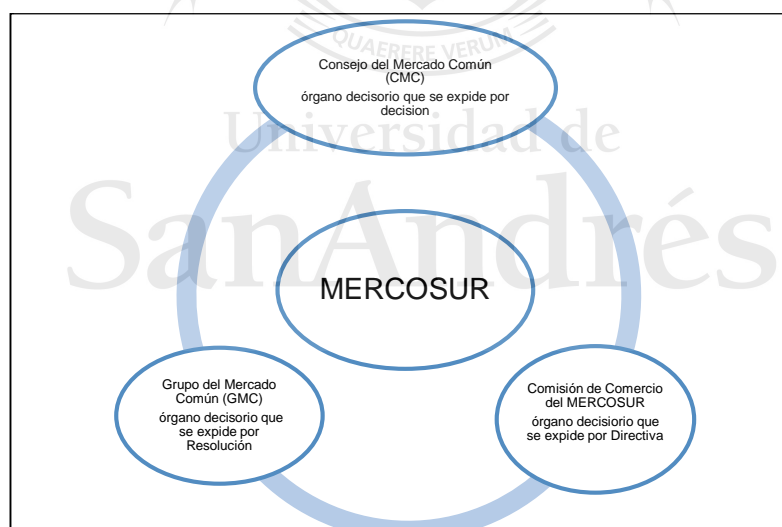 QUAERERE VERUM
Consejo del Mercado Común
(CMC)
órgano decisorio que se expide por
decision
Universidad de
SanAndrés
MERCOSUR
Grupo del Mercado
Común (GMC)
órgano decisorio que
se expide por
Resolución
Comisión de Comercio
del MERCOSUR
órgano decisiorio que
se expide por Directiva